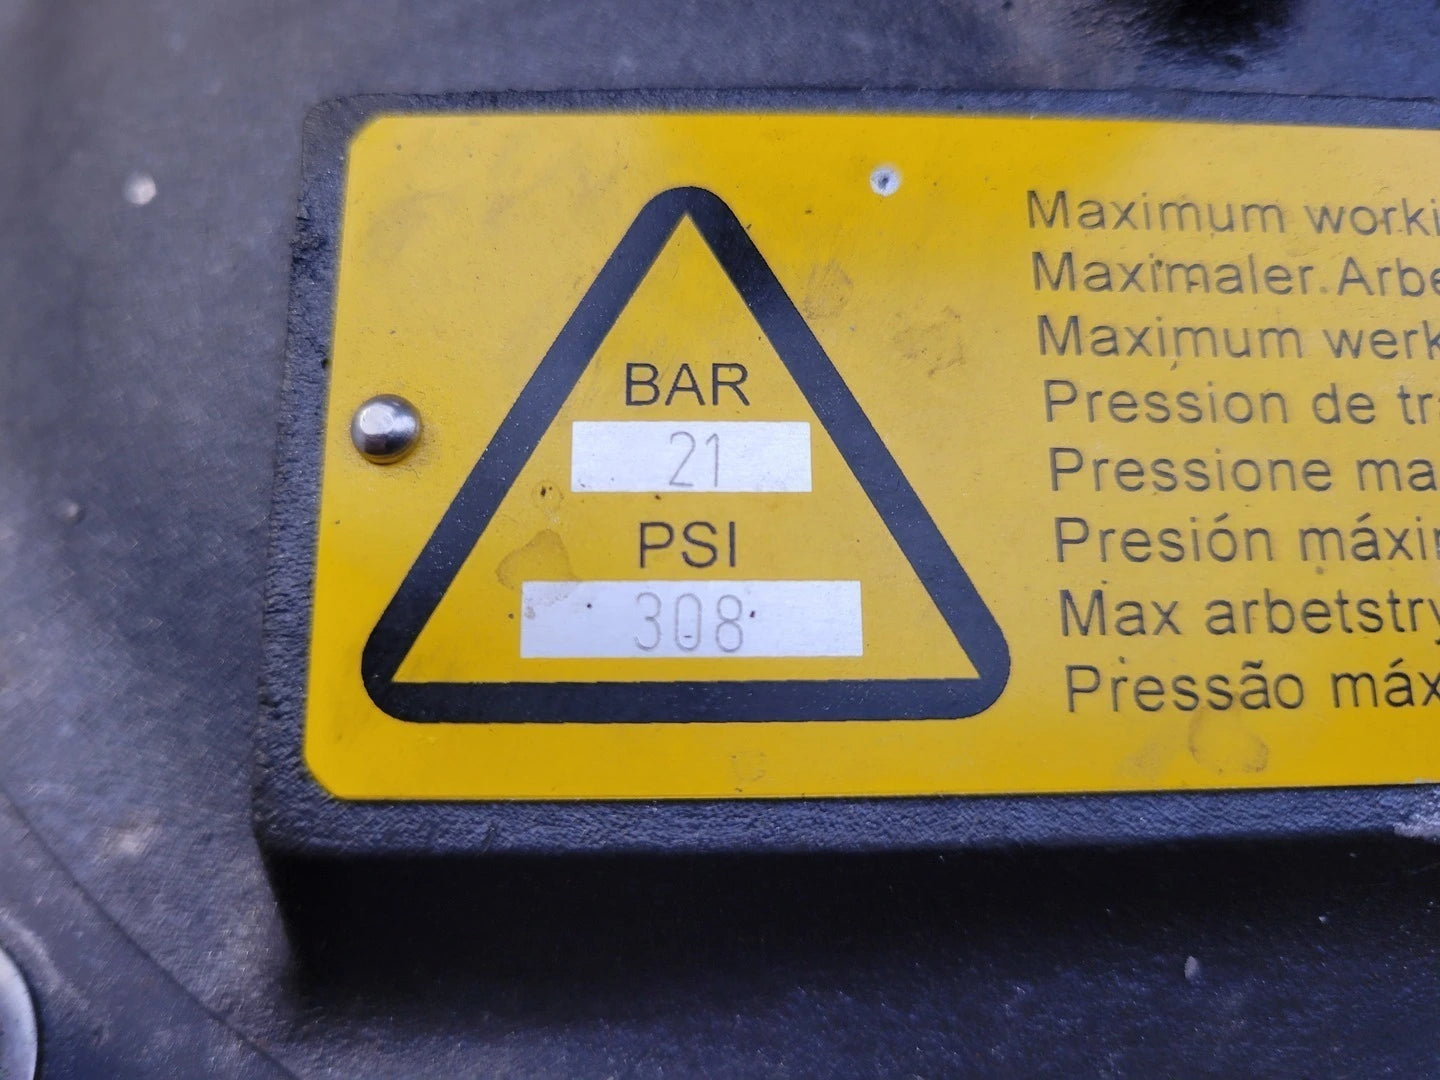 BAR
21
PSI
308
Maximum worki
Maximaler Arbe
Maximum werk
Pression de tr
Pressione ma
Presión máxi
Max arbetstry
Pressão máx